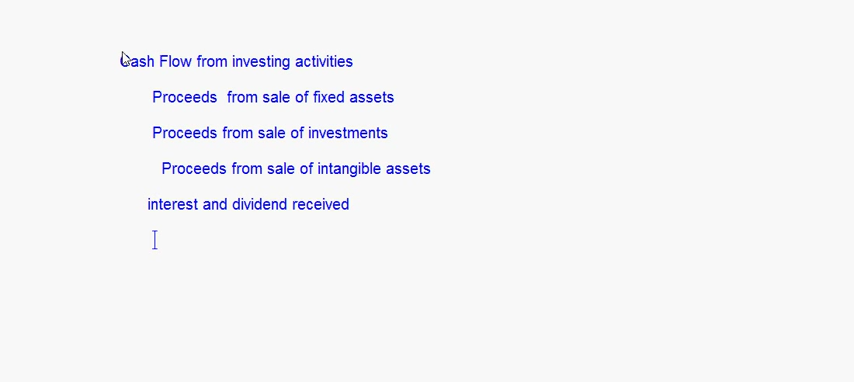 Cash Flow from investing activities
Proceeds from sale of fixed assets
Proceeds from sale of investments
Proceeds from sale of intangible assets
interest and dividend received